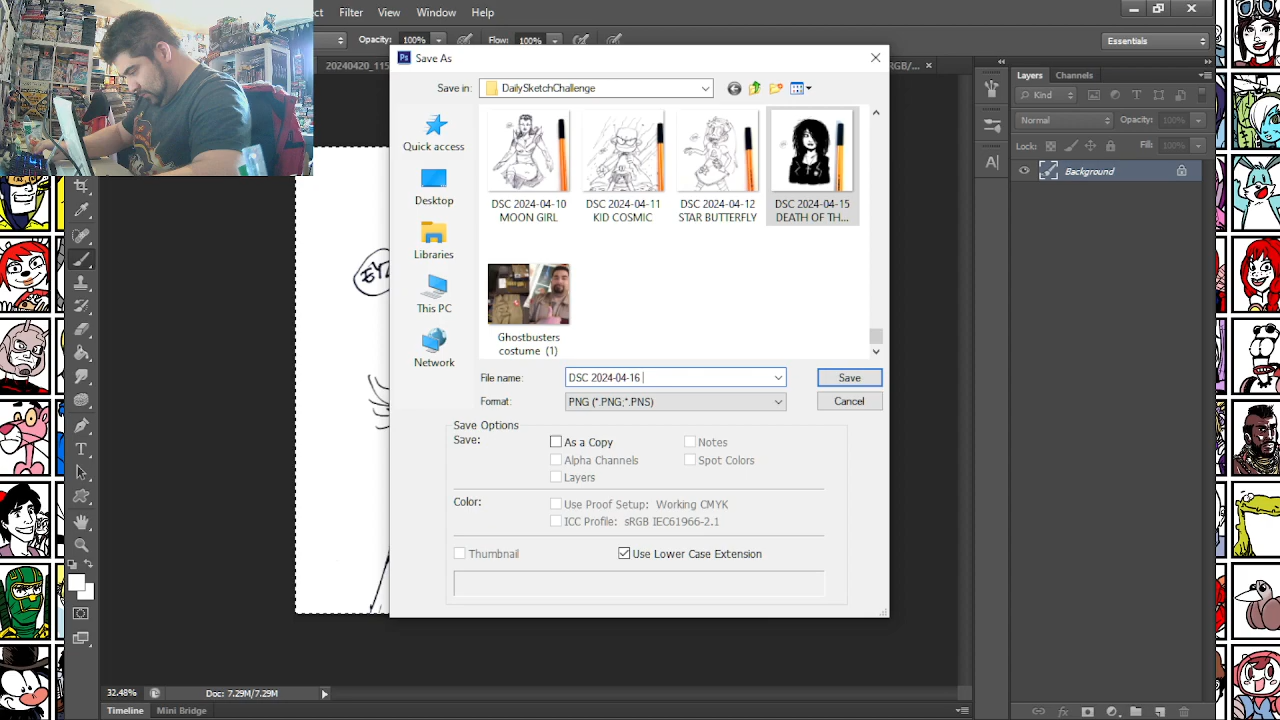 ct Filter View Window Help
Opacity: 100% Flow: 100%
Essentials
20240420_115
RGB/...
Save As
Save in: DailySketchChallenge
Quick access
Desktop
Libraries
This PC
Network
DSC 2024-04-10
MOON GIRL
DSC 2024-04-11
KID COSMIC
DSC 2024-04-12
STAR BUTTERFLY
DSC 2024-04-15
DEATH OF TH...
Ghostbusters
costume (1)
File name: DSC 2024-04-16
Save
Format: PNG (*.PNG;*.PNS)
Cancel
Save Options
Save:
As a Copy
Notes
Alpha Channels
Spot Colors
Layers
Color:
Use Proof Setup: Working CMYK
ICC Profile: sRGB IEC61966-2.1
Thumbnail
Use Lower Case Extension
Layers Channels
Kind
Normal Opacity: 100%
Lock: Fill: 100%
Background
32.48% Doc: 7.29M/7.29M
Timeline Mini Bridge